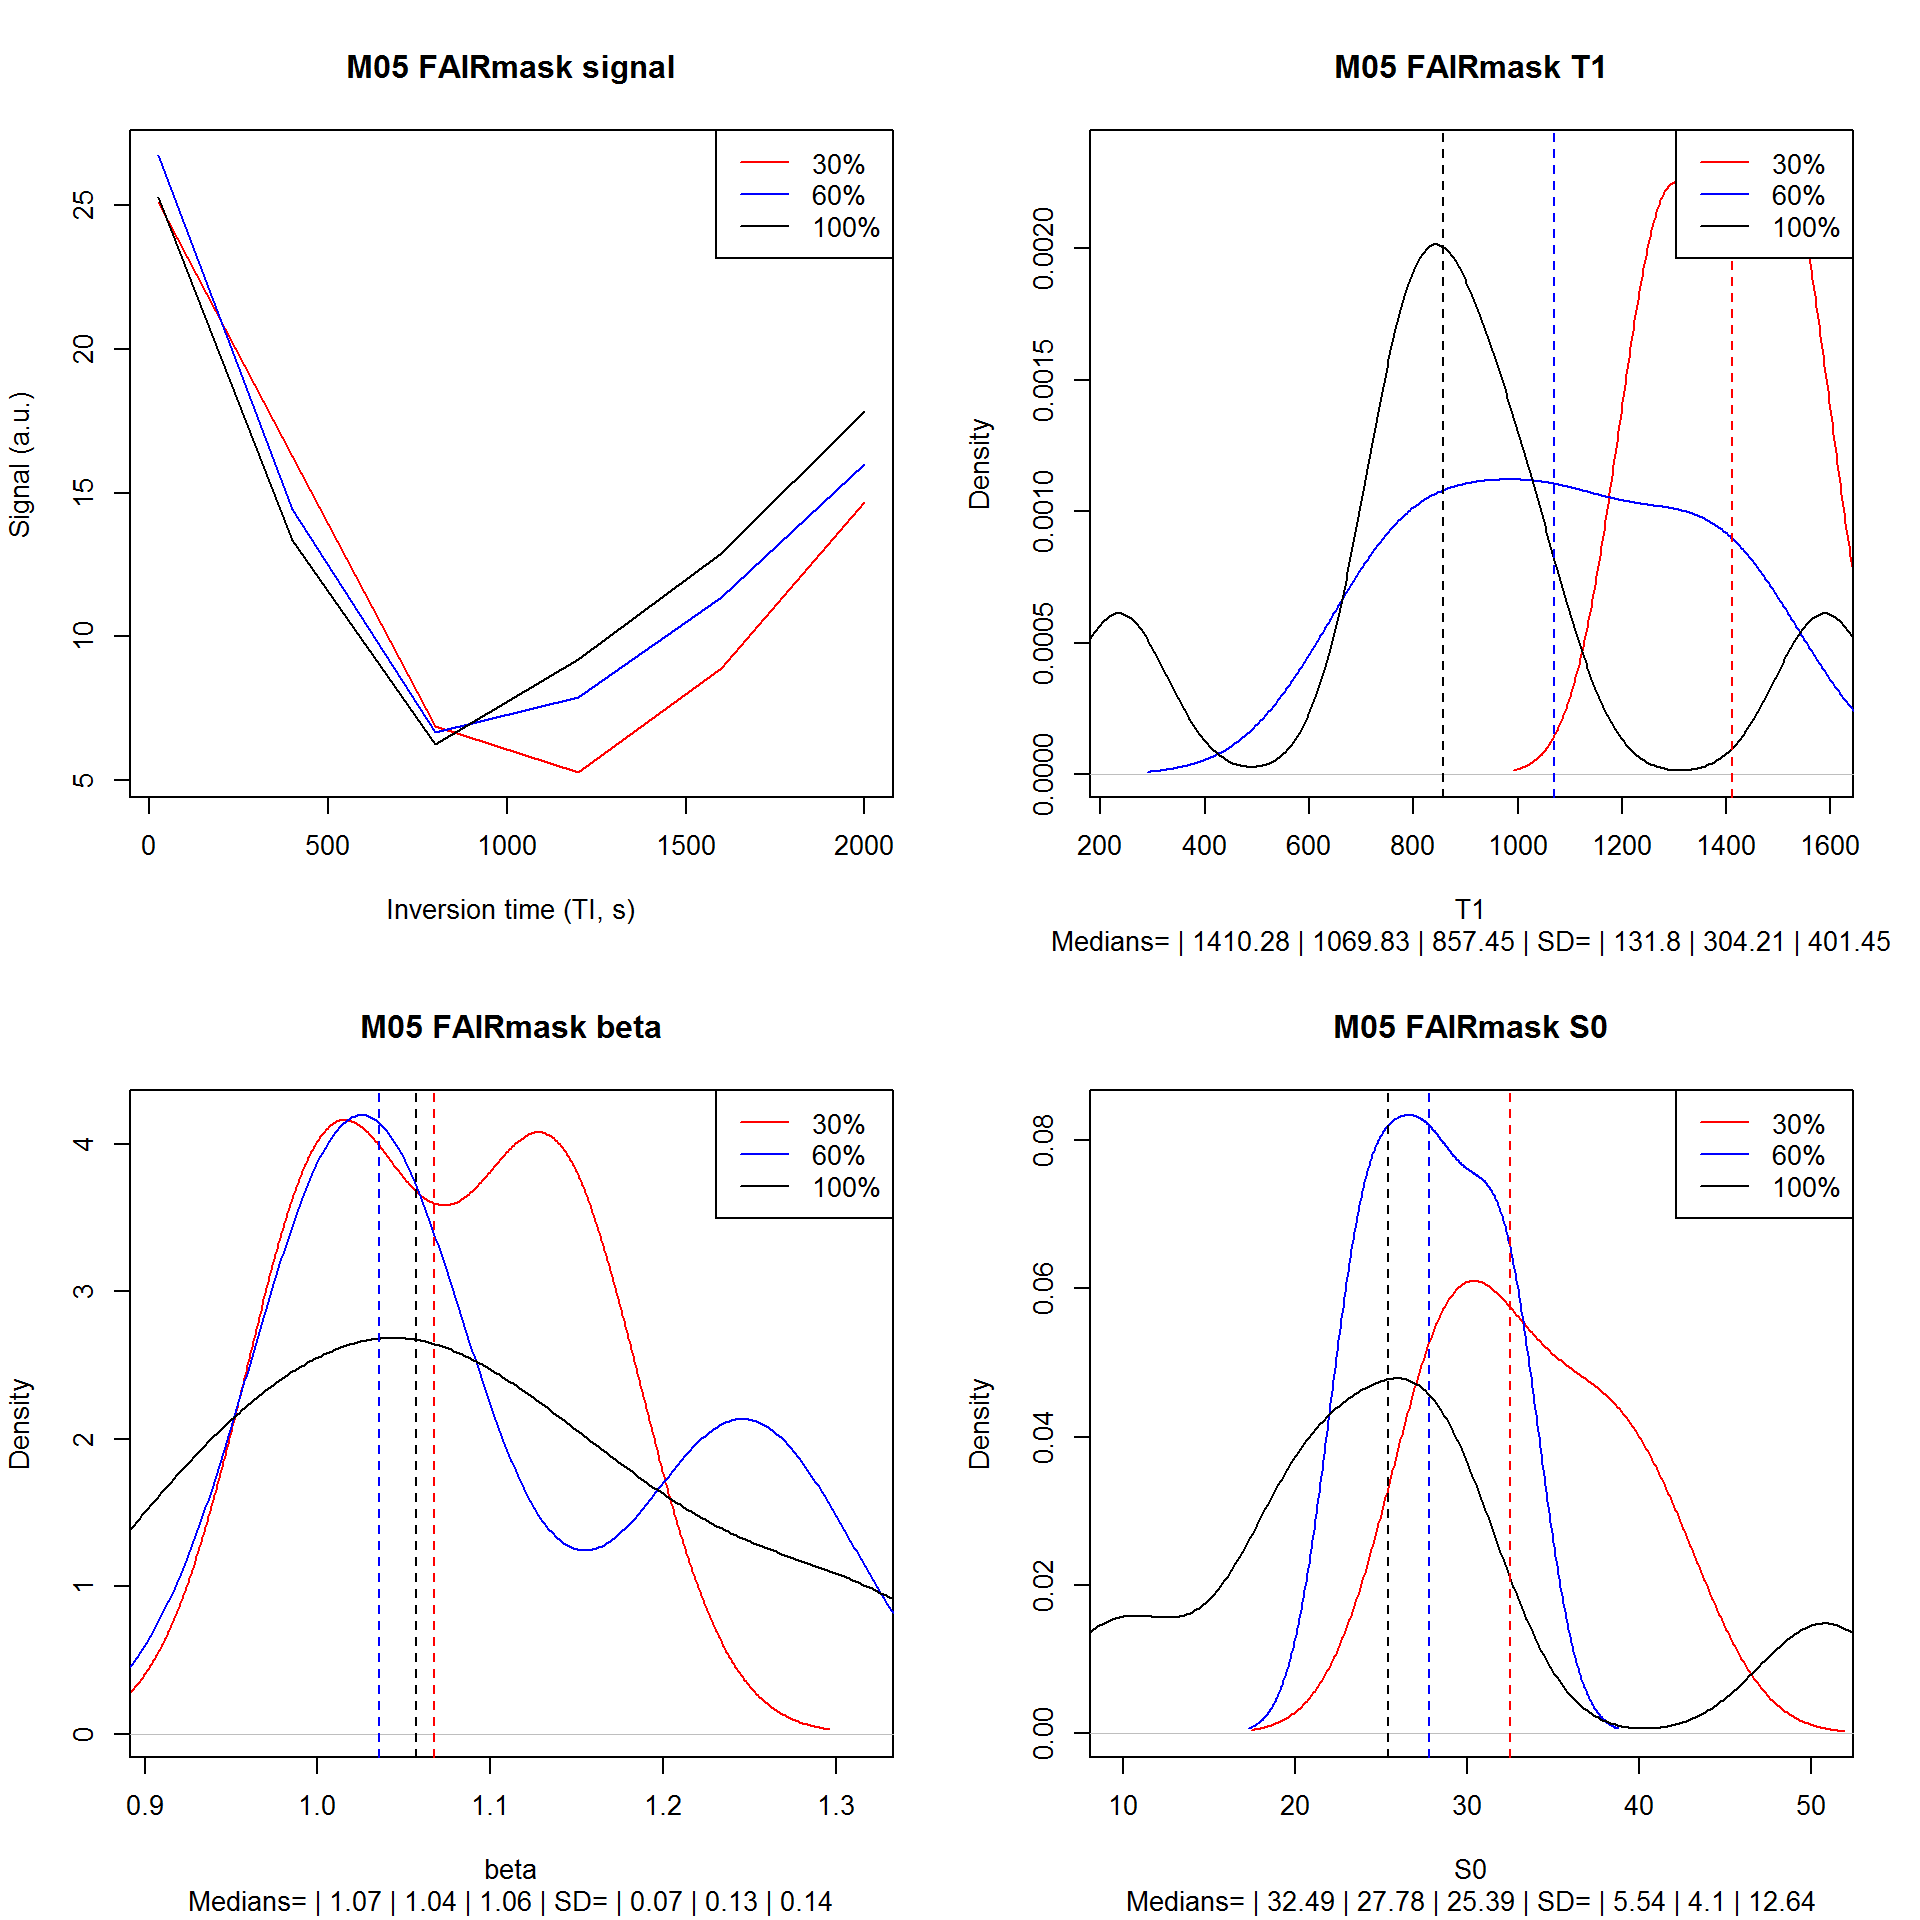 M05 FAIRmask signal
30%
60%
100%
25
20
15
10
5
Signal (a.u.)
0 500 1000 1500 2000
Inversion time (TI, s)
M05 FAIRmask T1
30%
60%
100%
0.0020
0.0015
0.0010
0.0005
0.0000
Density
200 400 600 800 1000 1200 1400 1600
T1
Medians= | 1410.28 | 1069.83 | 857.45 | SD= | 131.8 | 304.21 | 401.45
M05 FAIRmask beta
30%
60%
100%
4
3
2
1
0
Density
0.9 1.0 1.1 1.2 1.3
beta
Medians= | 1.07 | 1.04 | 1.06 | SD= | 0.07 | 0.13 | 0.14
M05 FAIRmask S0
30%
60%
100%
0.08
0.06
0.04
0.02
0.00
Density
10 20 30 40 50
S0
Medians= | 32.49 | 27.78 | 25.39 | SD= | 5.54 | 4.1 | 12.64